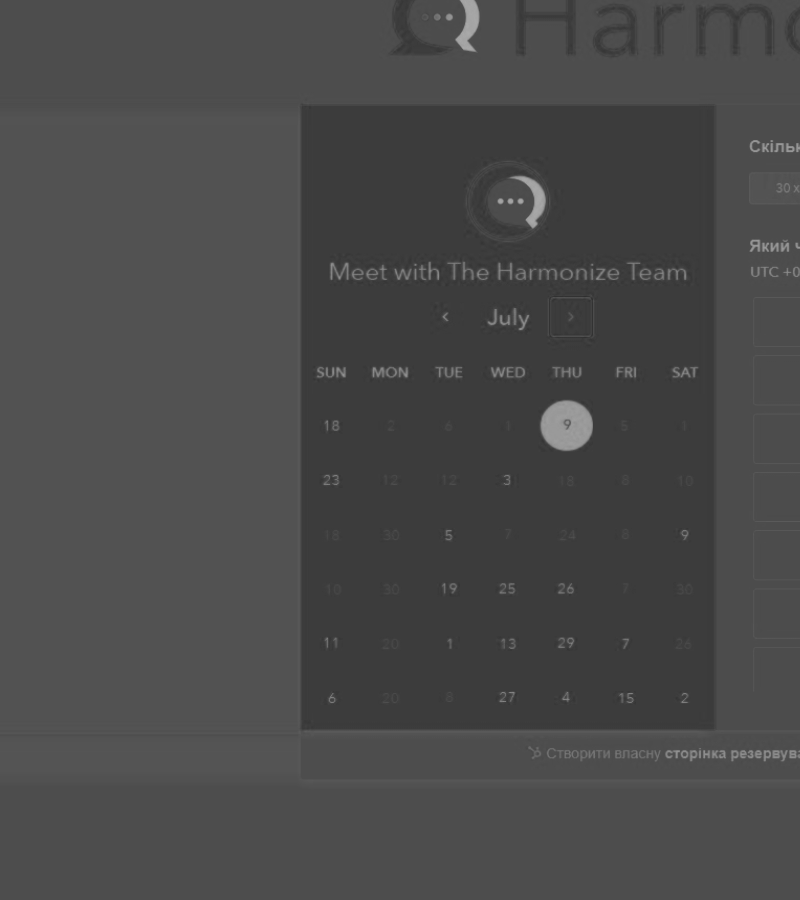 Harmo
Скільк
30 х
Який ч
UTC +0
Meet with The Harmonize Team
July
SUN MON TUE WED THU FRI SAT
18 2 6 1 9 5 1
23 12 12 3 18 6 10
18 30 5 7 24 8 9
10 30 19 25 26 7 30
11 20 1 13 29 7 26
6 20 8 27 4 15 2
Створити власну сторінка резервува